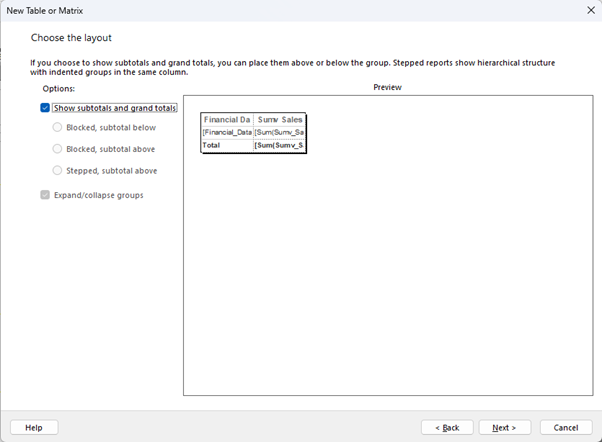 New Table or Matrix
Choose the layout
If you choose to show subtotals and grand totals, you can place them above or below the group. Stepped reports show hierarchical structure
with indented groups in the same column.
Options:
Preview
Show subtotals and grand totals
Blocked, subtotal below
Blocked, subtotal above
Stepped, subtotal above
Expand/collapse groups
Financial Da Sumv Sales
[Financial_Data [Sum(Sumv_Sa
Total [Sum(Sumv_S
Help
< Back
Next >
Cancel